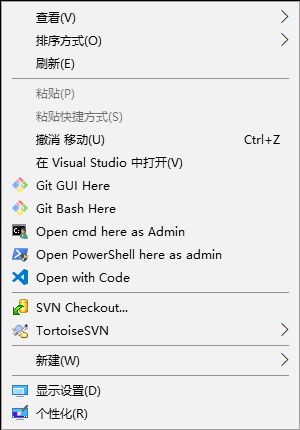 查看(V)
排序方式(O)
刷新(E)
粘贴(P)
粘贴快捷方式(S)
撤消 移动(U) Ctrl+Z
在 Visual Studio 中打开(V)
Git GUI Here
Git Bash Here
Open cmd here as Admin
Open PowerShell here as admin
Open with Code
SVN Checkout...
TortoiseSVN
新建(W)
显示设置(D)
个性化(R)